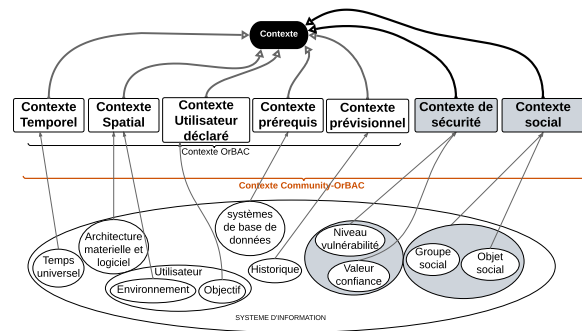 Contexte
Contexte Temporel
Contexte Spatial
Contexte Utilisateur déclaré
Contexte prérequis
Contexte prévisionnel
Contexte de sécurité
Contexte social
Contexte OrBAC
Contexte Community-OrBAC
Temps universel
Architecture materielle et logiciel
Utilisateur
Environnement
Objectif
systèmes de base de données
Historique
Niveau vulnérabilité
Valeur confiance
Groupe social
Objet social
SYSTEME D'INFORMATION